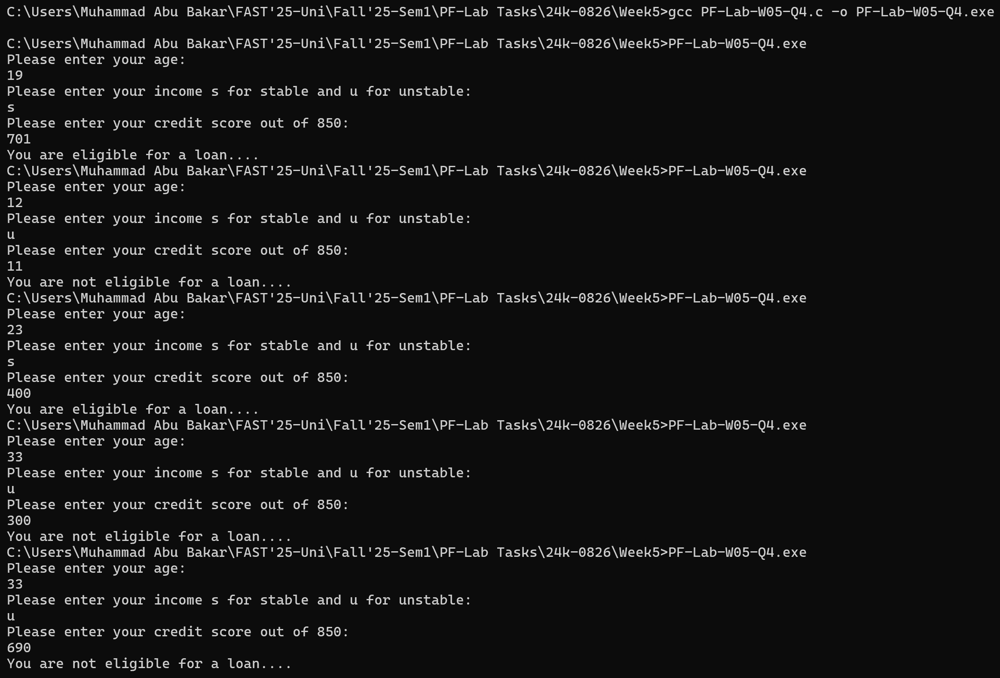 C:\Users\Muhammad Abu Bakar\FAST'25-Uni\Fall'25-Sem1\PF-Lab Tasks\24k-0826\Week5>gcc PF-Lab-W05-Q4.c -o PF-Lab-W05-Q4.exe
C:\Users\Muhammad Abu Bakar\FAST'25-Uni\Fall'25-Sem1\PF-Lab Tasks\24k-0826\Week5>PF-Lab-W05-Q4.exe
Please enter your age:
19
Please enter your income s for stable and u for unstable:
s
Please enter your credit score out of 850:
701
You are eligible for a loan....
C:\Users\Muhammad Abu Bakar\FAST'25-Uni\Fall'25-Sem1\PF-Lab Tasks\24k-0826\Week5>PF-Lab-W05-Q4.exe
Please enter your age:
12
Please enter your income s for stable and u for unstable:
u
Please enter your credit score out of 850:
11
You are not eligible for a loan....
C:\Users\Muhammad Abu Bakar\FAST'25-Uni\Fall'25-Sem1\PF-Lab Tasks\24k-0826\Week5>PF-Lab-W05-Q4.exe
Please enter your age:
23
Please enter your income s for stable and u for unstable:
s
Please enter your credit score out of 850:
400
You are eligible for a loan....
C:\Users\Muhammad Abu Bakar\FAST'25-Uni\Fall'25-Sem1\PF-Lab Tasks\24k-0826\Week5>PF-Lab-W05-Q4.exe
Please enter your age:
33
Please enter your income s for stable and u for unstable:
u
Please enter your credit score out of 850:
300
You are not eligible for a loan....
C:\Users\Muhammad Abu Bakar\FAST'25-Uni\Fall'25-Sem1\PF-Lab Tasks\24k-0826\Week5>PF-Lab-W05-Q4.exe
Please enter your age:
33
Please enter your income s for stable and u for unstable:
u
Please enter your credit score out of 850:
690
You are not eligible for a loan....